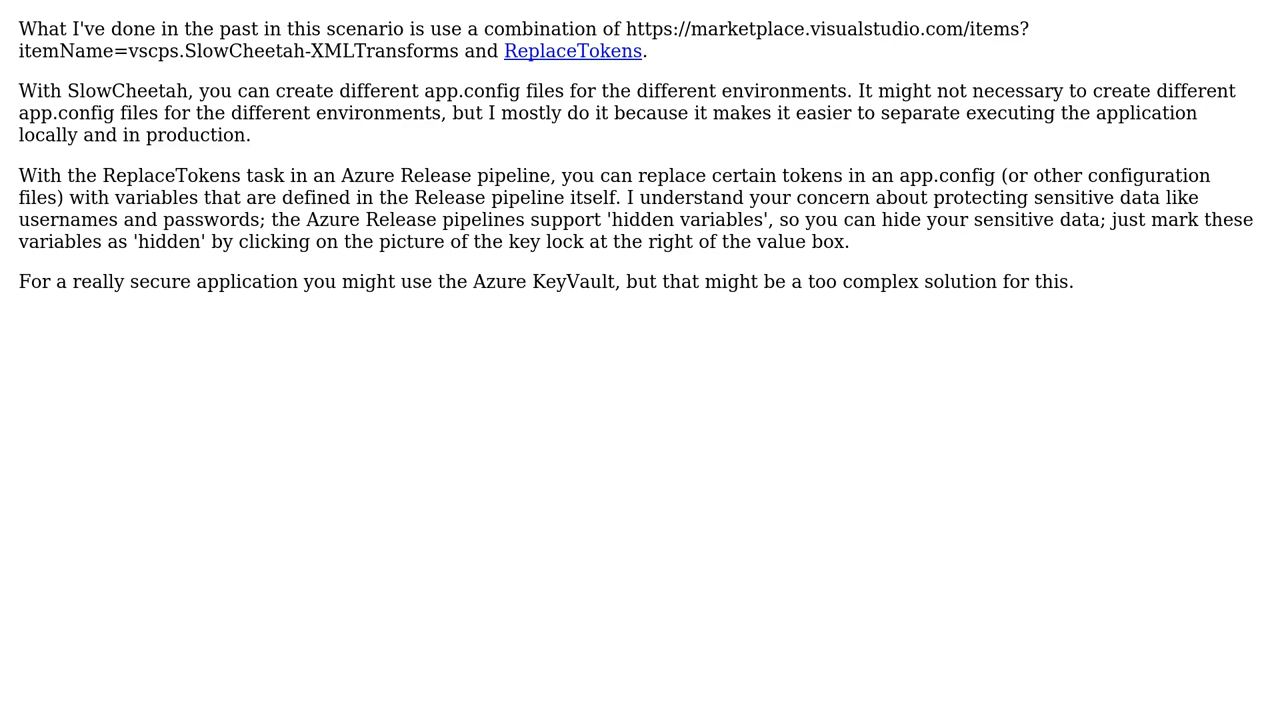 What I've done in the past in this scenario is use a combination of https://marketplace.visualstudio.com/items?
itemName=vscps.SlowCheetah-XMLTransforms and ReplaceTokens.
With SlowCheetah, you can create different app.config files for the different environments. It might not necessary to create different
app.config files for the different environments, but I mostly do it because it makes it easier to separate executing the application
locally and in production.
With the ReplaceTokens task in an Azure Release pipeline, you can replace certain tokens in an app.config (or other configuration
files) with variables that are defined in the Release pipeline itself. I understand your concern about protecting sensitive data like
usernames and passwords; the Azure Release pipelines support 'hidden variables', so you can hide your sensitive data; just mark these
variables as 'hidden' by clicking on the picture of the key lock at the right of the value box.
For a really secure application you might use the Azure KeyVault, but that might be a too complex solution for this.